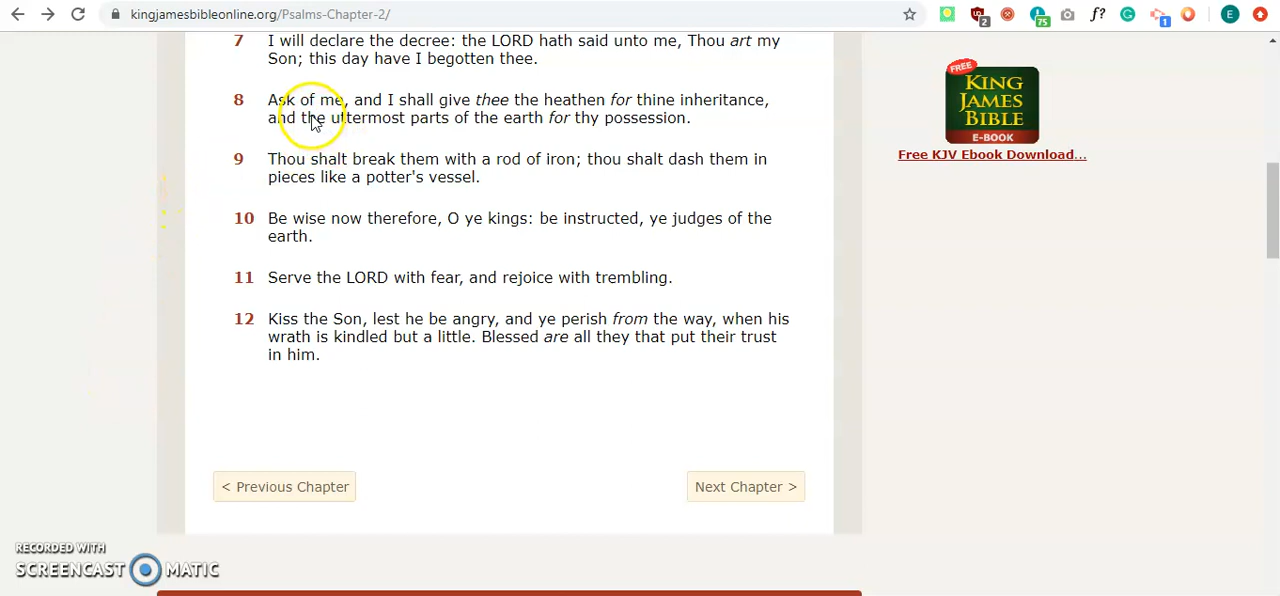 kingjamesbibleonline.org/Psalms-Chapter-2/
2
75
f?
G
1
E
7 I will declare the decree: the LORD hath said unto me, Thou art my
Son; this day have I begotten thee.
8 Ask of me, and I shall give thee the heathen for thine inheritance,
and the uttermost parts of the earth for thy possession.
9 Thou shalt break them with a rod of iron; thou shalt dash them in
pieces like a potter's vessel.
10 Be wise now therefore, O ye kings: be instructed, ye judges of the
earth.
11 Serve the LORD with fear, and rejoice with trembling.
12 Kiss the Son, lest he be angry, and ye perish from the way, when his
wrath is kindled but a little. Blessed are all they that put their trust
in him.
< Previous Chapter
Next Chapter >
FREE
KING
JAMES
BIBLE
E-BOOK
Free KJV Ebook Download...
RECORDED WITH
SCREENCAST MATIC